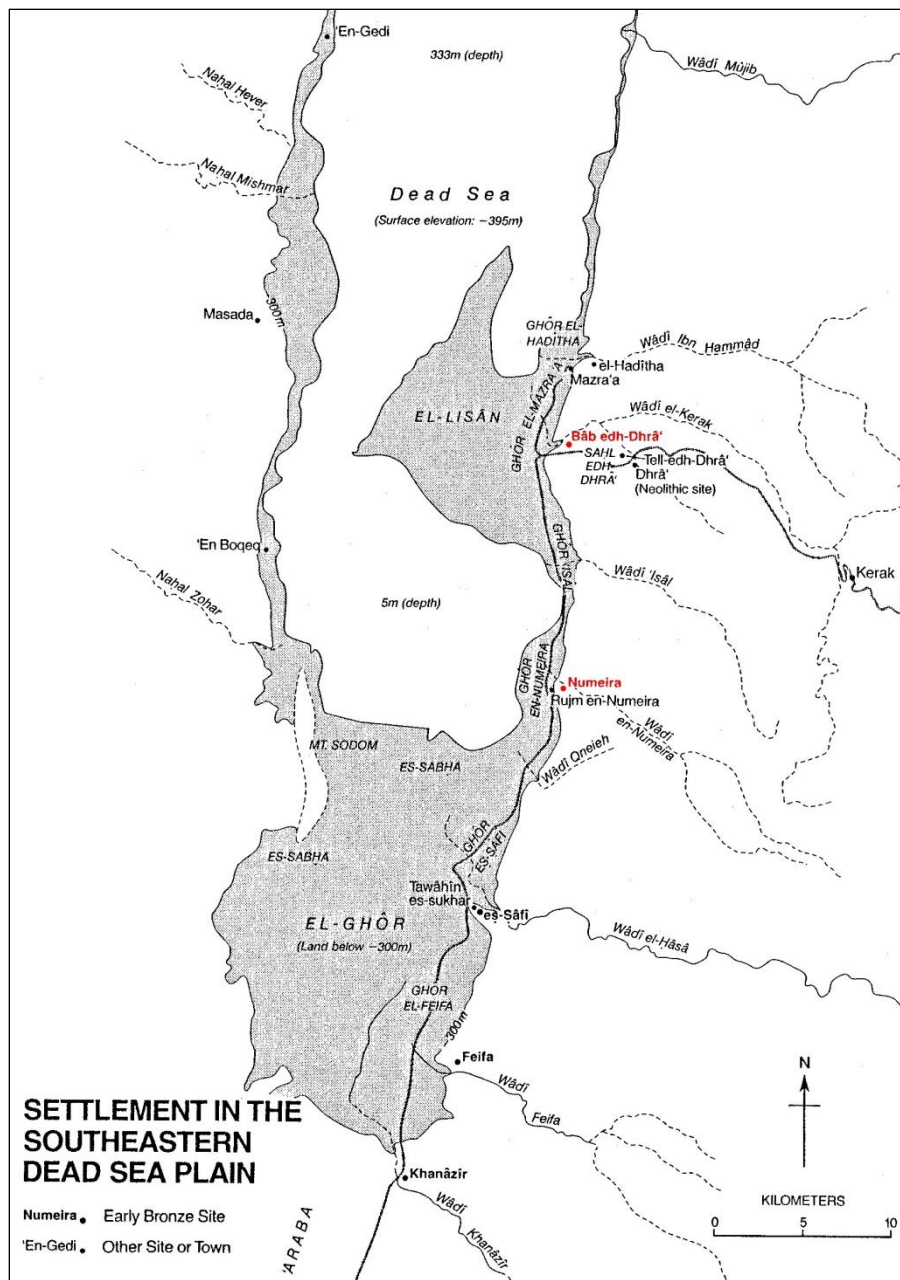 'En-Gedi
333m (depth)
Wâdî Mûjib
Nahal Hever
Nahal Mishmar
Dead Sea
(Surface elevation: -395m)
-300m
Masada
GHÔR EL-
HADÎTHA
Wâdî Ibn Hammâd
el-Hadîtha
Mazra'a
GHÔR EL-MAZRA'A
EL-LISÂN
Wâdî el-Kerak
Bâb edh-Dhrâ'
SAHL
EDH-
DHRÂ'
Tell-edh-Dhrâ'
Dhrâ'
(Neolithic site)
'En Boqeq
GHÔR 'ISAL
Wâdî 'Isâl
Kerak
Nahal Zohar
5m (depth)
GHÔR
EN-NUMEIRA
Numeira
Rujm en-Numeira
Wâdî
en-Numeira
MT. SODOM
ES-SABHA
Wâdî Qneieh
GHÔR
ES-SAFI
ES-SABHA
Tawâhîn
es-sukhar
es-Sâfî
EL-GHÔR
(Land below -300m)
Wâdî el-Hâsâ
GHOR
EL-FEIFA
-300m
Feifa
Wâdî
Feifa
N
SETTLEMENT IN THE
SOUTHEASTERN
DEAD SEA PLAIN
Khanâzîr
Wâdî
Khanâzîr
'ARABA
KILOMETERS
0 5 10
Numeira Early Bronze Site
'En-Gedi Other Site or Town